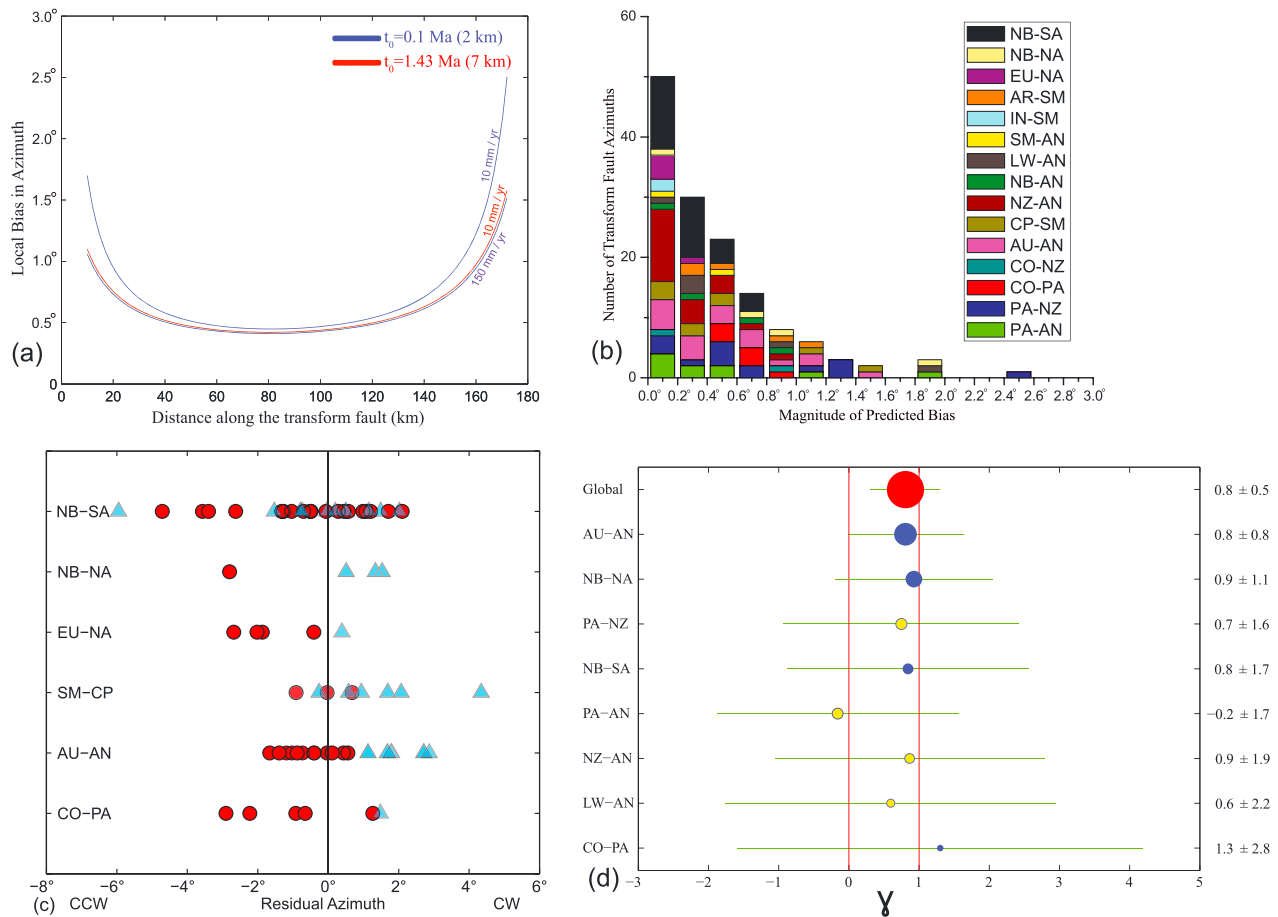 3.0°
2.5°
2.0°
1.5°
1.0°
0.5°
0
Local Bias in Azimuth
t₀=0.1 Ma (2 km)
t₀=1.43 Ma (7 km)
10 mm / yr
10 mm / yr
150 mm / yr
(a)
0 20 40 60 80 100 120 140 160 180
Distance along the transform fault (km)
60
40
20
0
Number of Transform Fault Azimuths
NB-SA
NB-NA
EU-NA
AR-SM
IN-SM
SM-AN
LW-AN
NB-AN
NZ-AN
CP-SM
AU-AN
CO-NZ
CO-PA
PA-NZ
PA-AN
(b)
0.0° 0.2° 0.4° 0.6° 0.8° 1.0° 1.2° 1.4° 1.6° 1.8° 2.0° 2.2° 2.4° 2.6° 2.8° 3.0°
Magnitude of Predicted Bias
NB−SA
NB−NA
EU−NA
SM−CP
AU−AN
CO−PA
−8° −6° −4° −2° 0° 2° 4° 6°
(c) CCW Residual Azimuth CW
Global 0.8 ± 0.5
AU−AN 0.8 ± 0.8
NB−NA 0.9 ± 1.1
PA−NZ 0.7 ± 1.6
NB−SA 0.8 ± 1.7
PA−AN −0.2 ± 1.7
NZ−AN 0.9 ± 1.9
LW−AN 0.6 ± 2.2
CO−PA 1.3 ± 2.8
(d)
−3 −2 −1 0 1 2 3 4 5
γ